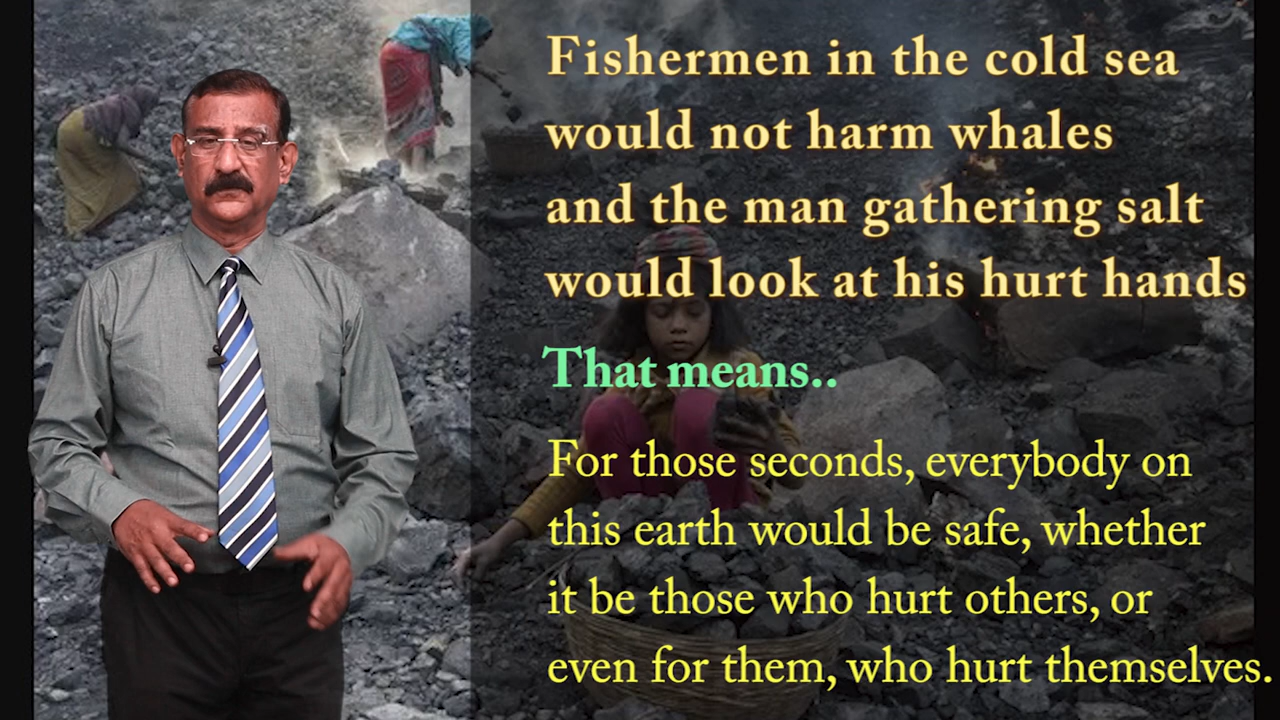 Fishermen in the cold sea
would not harm whales
and the man gathering salt
would look at his hurt hands
That means..
For those seconds, everybody on
this earth would be safe, whether
it be those who hurt others, or
even for them, who hurt themselves.